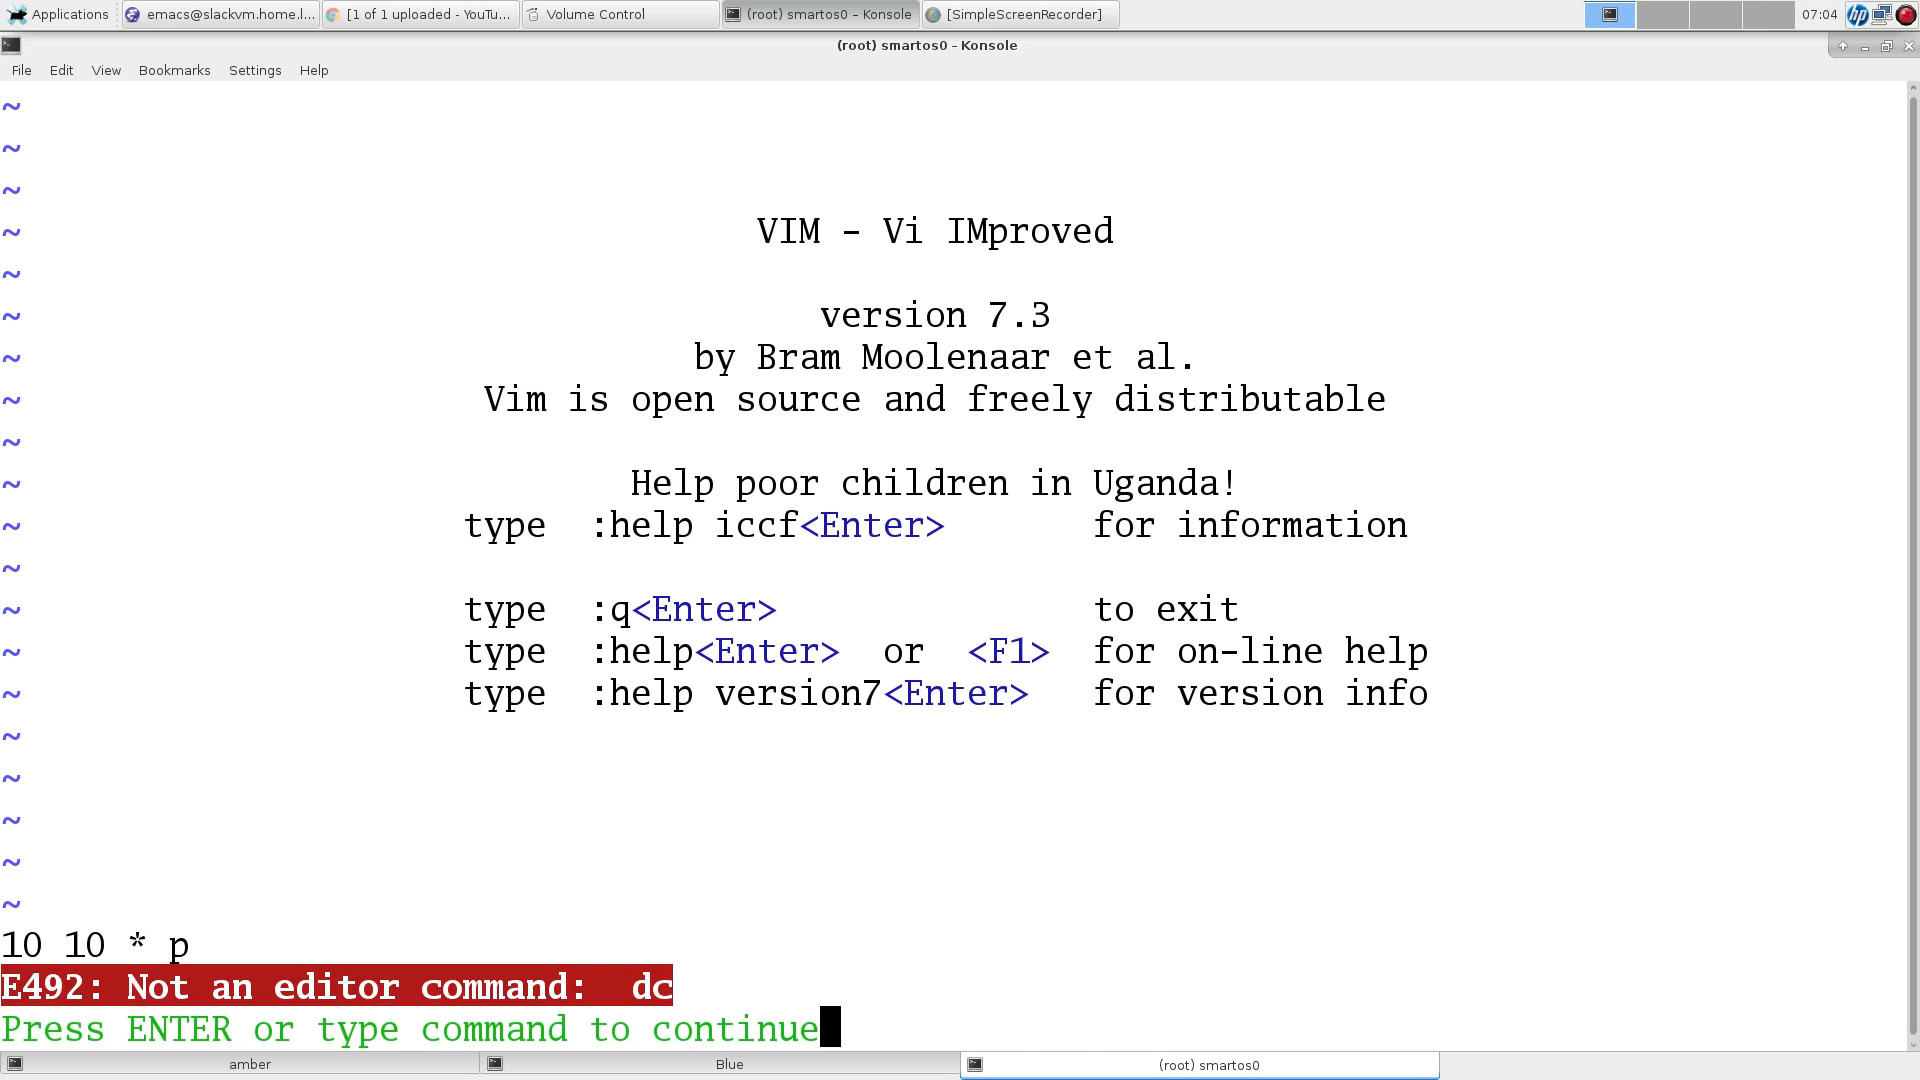 Applications emacs@slackvm.home.l... [1 of 1 uploaded - YouTu... Volume Control (root) smartos0 – Konsole [SimpleScreenRecorder] 07:04 hp
(root) smartos0 – Konsole
File Edit View Bookmarks Settings Help
~
~
~
~ VIM - Vi IMproved
~
~ version 7.3
~ by Bram Moolenaar et al.
~ Vim is open source and freely distributable
~
~ Help poor children in Uganda!
~ type :help iccf<Enter> for information
~
~ type :q<Enter> to exit
~ type :help<Enter> or <F1> for on-line help
~ type :help version7<Enter> for version info
~
~
~
~
~
10 10 * p
E492: Not an editor command:  dc
Press ENTER or type command to continue
amber Blue (root) smartos0